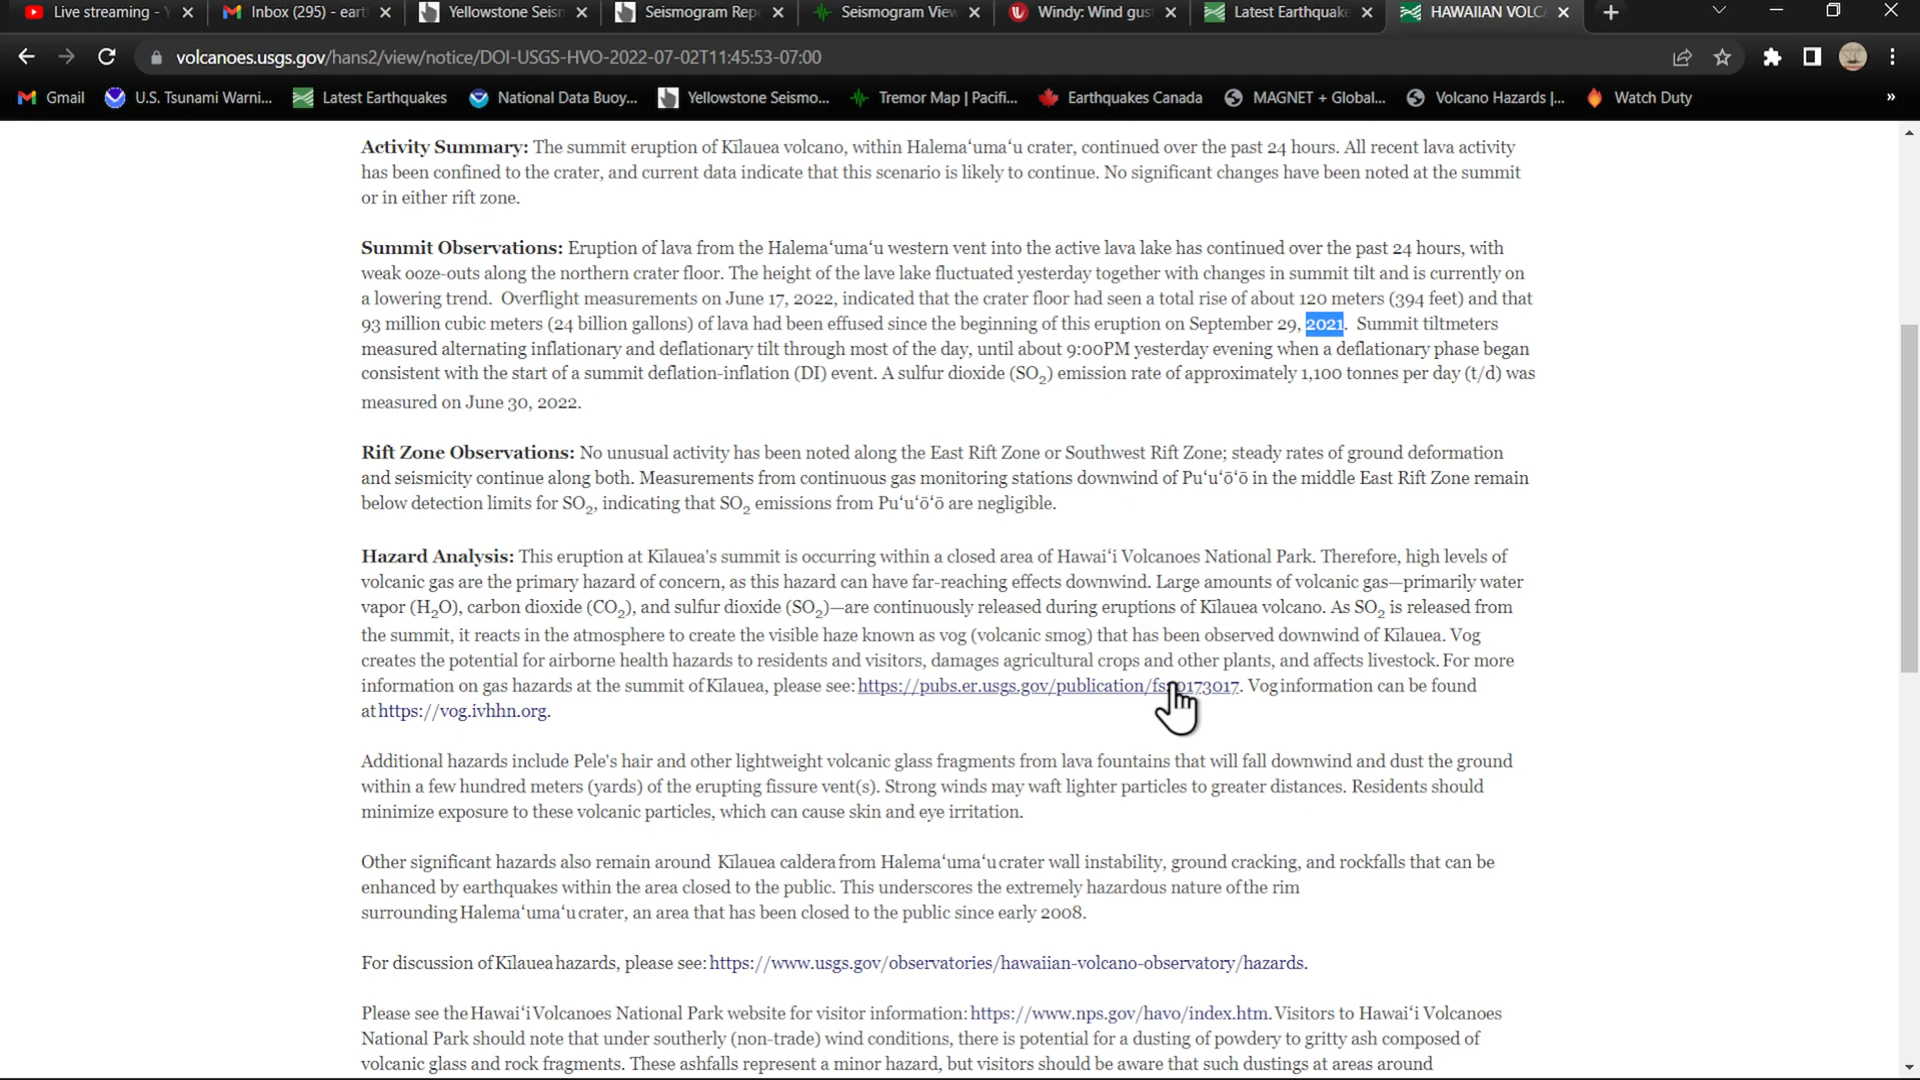 Live streaming - Y
Inbox (295) - eart
Yellowstone Seisn
Seismogram Rep
Seismogram View
Windy: Wind gus
Latest Earthquake
HAWAIIAN VOLCA
volcanoes.usgs.gov/hans2/view/notice/DOI-USGS-HVO-2022-07-02T11:45:53-07:00
Gmail
U.S. Tsunami Warni...
Latest Earthquakes
National Data Buoy...
Yellowstone Seismo...
Tremor Map | Pacifi...
Earthquakes Canada
MAGNET + Global...
Volcano Hazards |...
Watch Duty
»
Activity Summary: The summit eruption of Kīlauea volcano, within Halemaʻumaʻu crater, continued over the past 24 hours. All recent lava activity
has been confined to the crater, and current data indicate that this scenario is likely to continue. No significant changes have been noted at the summit
or in either rift zone.
Summit Observations: Eruption of lava from the Halemaʻumaʻu western vent into the active lava lake has continued over the past 24 hours, with
weak ooze-outs along the northern crater floor. The height of the lave lake fluctuated yesterday together with changes in summit tilt and is currently on
a lowering trend. Overflight measurements on June 17, 2022, indicated that the crater floor had seen a total rise of about 120 meters (394 feet) and that
93 million cubic meters (24 billion gallons) of lava had been effused since the beginning of this eruption on September 29, 2021. Summit tiltmeters
measured alternating inflationary and deflationary tilt through most of the day, until about 9:00PM yesterday evening when a deflationary phase began
consistent with the start of a summit deflation-inflation (DI) event. A sulfur dioxide (SO₂) emission rate of approximately 1,100 tonnes per day (t/d) was
measured on June 30, 2022.
Rift Zone Observations: No unusual activity has been noted along the East Rift Zone or Southwest Rift Zone; steady rates of ground deformation
and seismicity continue along both. Measurements from continuous gas monitoring stations downwind of Puʻuʻōʻō in the middle East Rift Zone remain
below detection limits for SO₂, indicating that SO₂ emissions from Puʻuʻōʻō are negligible.
Hazard Analysis: This eruption at Kīlauea's summit is occurring within a closed area of Hawaiʻi Volcanoes National Park. Therefore, high levels of
volcanic gas are the primary hazard of concern, as this hazard can have far-reaching effects downwind. Large amounts of volcanic gas—primarily water
vapor (H₂O), carbon dioxide (CO₂), and sulfur dioxide (SO₂)—are continuously released during eruptions of Kīlauea volcano. As SO₂ is released from
the summit, it reacts in the atmosphere to create the visible haze known as vog (volcanic smog) that has been observed downwind of Kīlauea. Vog
creates the potential for airborne health hazards to residents and visitors, damages agricultural crops and other plants, and affects livestock. For more
information on gas hazards at the summit of Kīlauea, please see: https://pubs.er.usgs.gov/publication/fs20173017. Vog information can be found
at https://vog.ivhhn.org.
Additional hazards include Pele's hair and other lightweight volcanic glass fragments from lava fountains that will fall downwind and dust the ground
within a few hundred meters (yards) of the erupting fissure vent(s). Strong winds may waft lighter particles to greater distances. Residents should
minimize exposure to these volcanic particles, which can cause skin and eye irritation.
Other significant hazards also remain around Kīlauea caldera from Halemaʻumaʻu crater wall instability, ground cracking, and rockfalls that can be
enhanced by earthquakes within the area closed to the public. This underscores the extremely hazardous nature of the rim
surrounding Halemaʻumaʻu crater, an area that has been closed to the public since early 2008.
For discussion of Kīlauea hazards, please see: https://www.usgs.gov/observatories/hawaiian-volcano-observatory/hazards.
Please see the Hawaiʻi Volcanoes National Park website for visitor information: https://www.nps.gov/havo/index.htm. Visitors to Hawaiʻi Volcanoes
National Park should note that under southerly (non-trade) wind conditions, there is potential for a dusting of powdery to gritty ash composed of
volcanic glass and rock fragments. These ashfalls represent a minor hazard, but visitors should be aware that such dustings at areas around